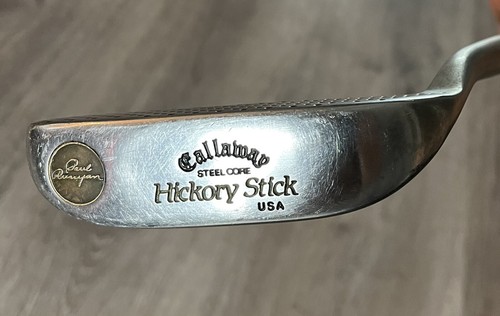 Paul
Runyan
Callaway
STEEL CORE
Hickory Stick
USA